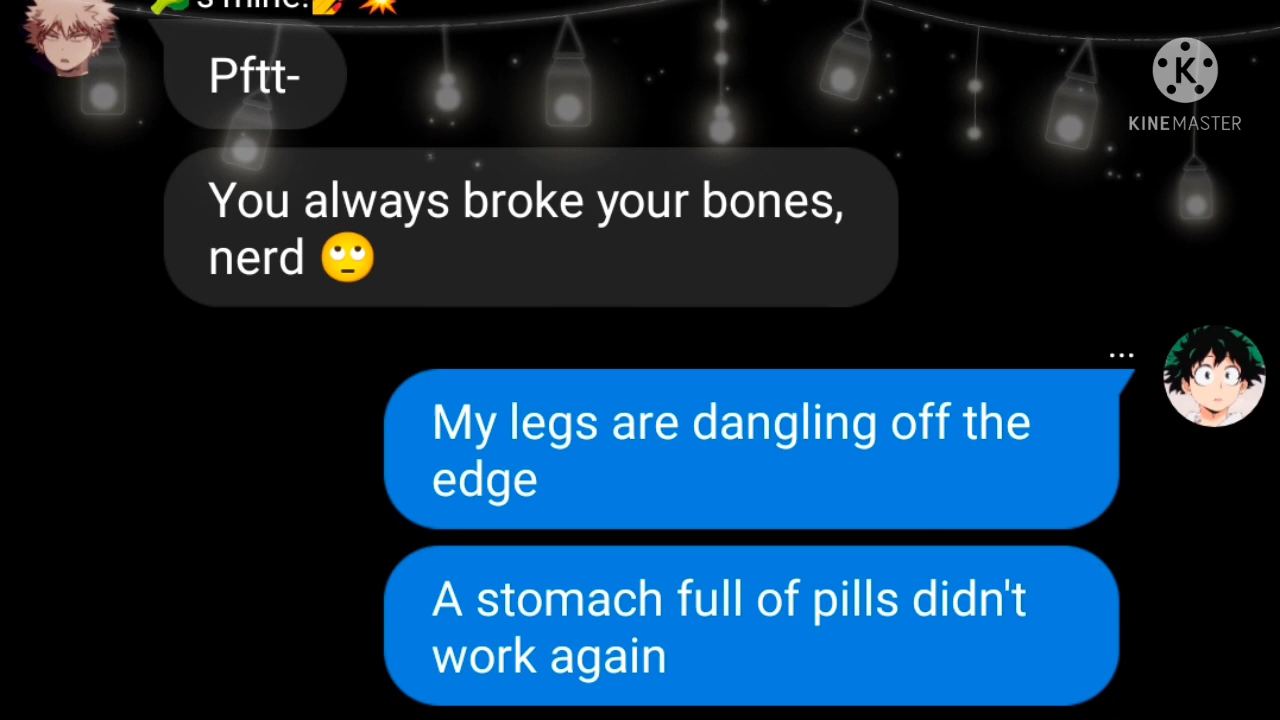 's mine!
Pftt-
You always broke your bones,
nerd 🙄
...
My legs are dangling off the
edge
A stomach full of pills didn't
work again
K
KINEMASTER